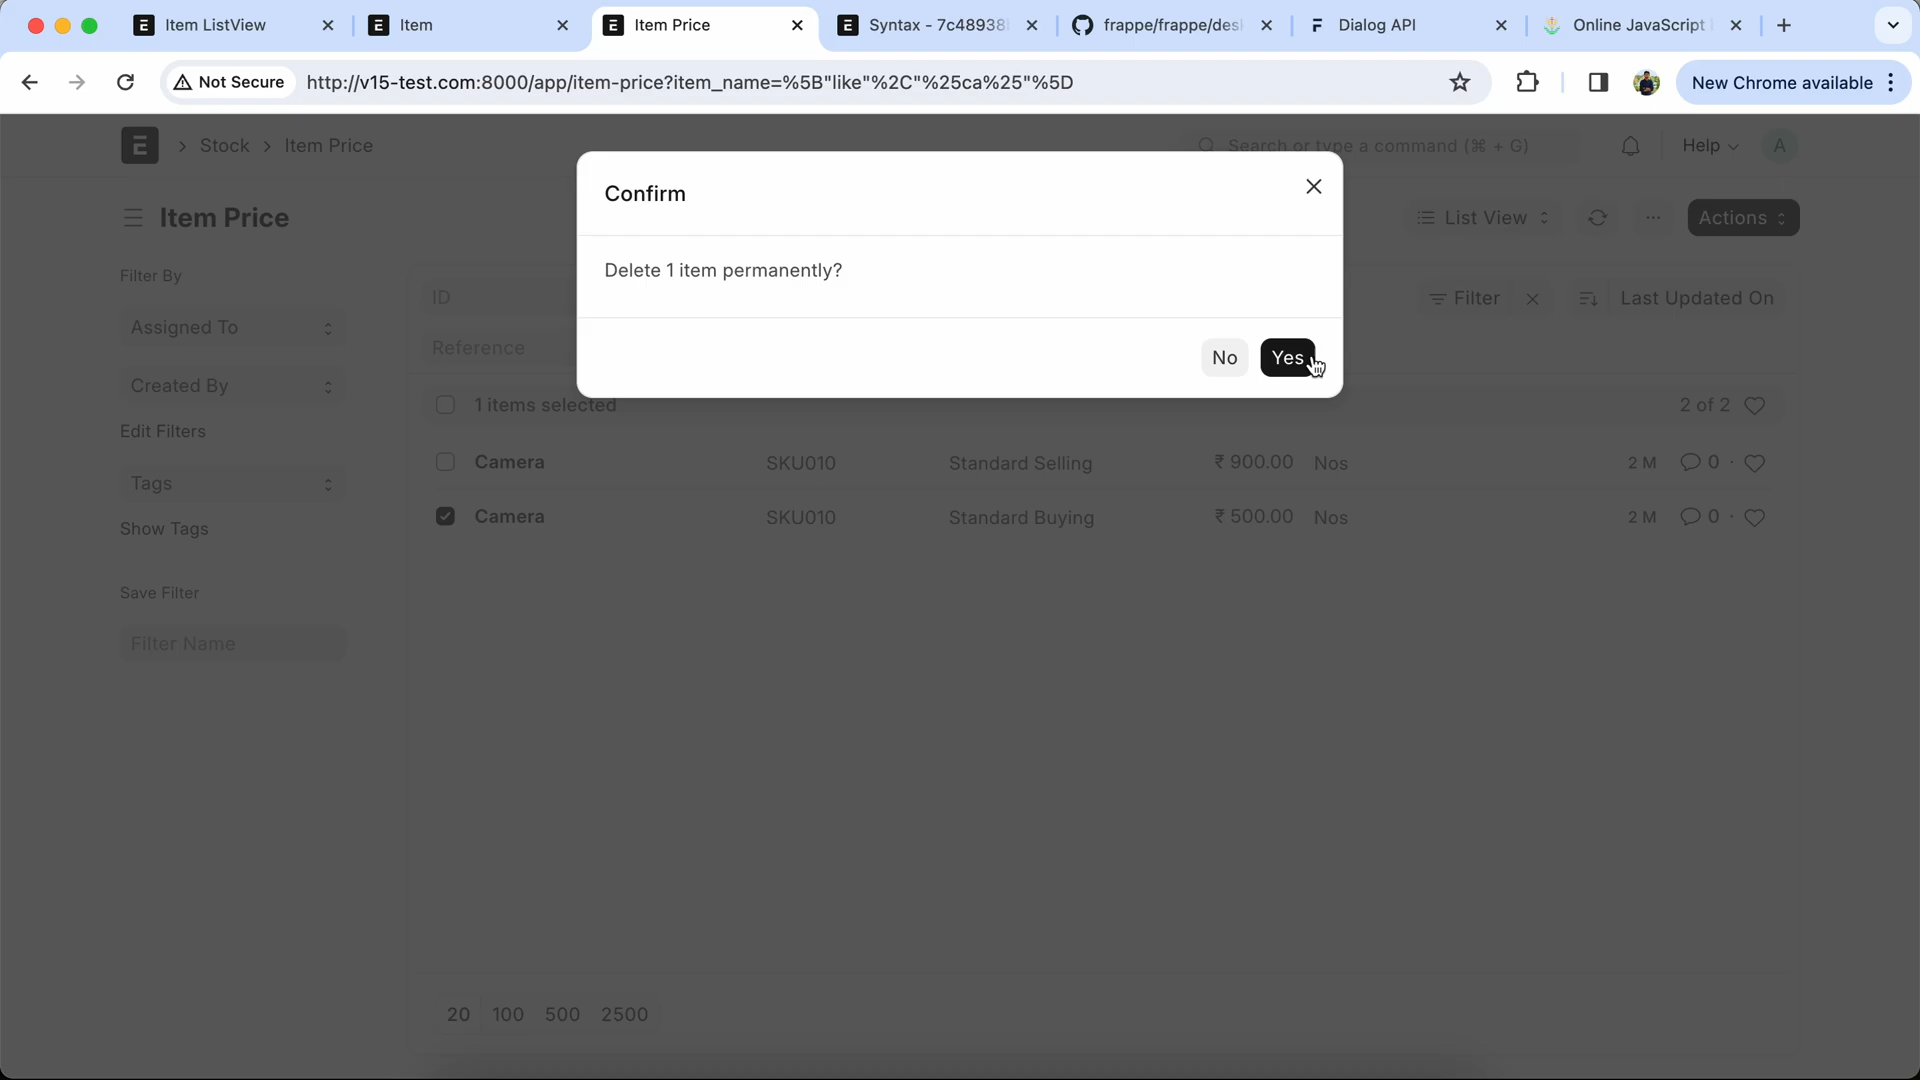 Item ListView
Item
Item Price
Syntax - 7c48938
frappe/frappe/des
Dialog API
Online JavaScript
Not Secure
http://v15-test.com:8000/app/item-price?item_name=%5B"like"%2C"%25ca%25"%5D
New Chrome available
E > Stock > Item Price
Search or type a command (⌘ + G)
Help
A
Item Price
List View
Actions
Confirm
Delete 1 item permanently?
No
Yes
Filter By
Assigned To
Created By
Edit Filters
Tags
Show Tags
Save Filter
Filter Name
ID
Reference
Filter
Last Updated On
1 items selected
2 of 2
Camera SKU010 Standard Selling ₹ 900.00 Nos 2 M 0 ·
Camera SKU010 Standard Buying ₹ 500.00 Nos 2 M 0 ·
20 100 500 2500